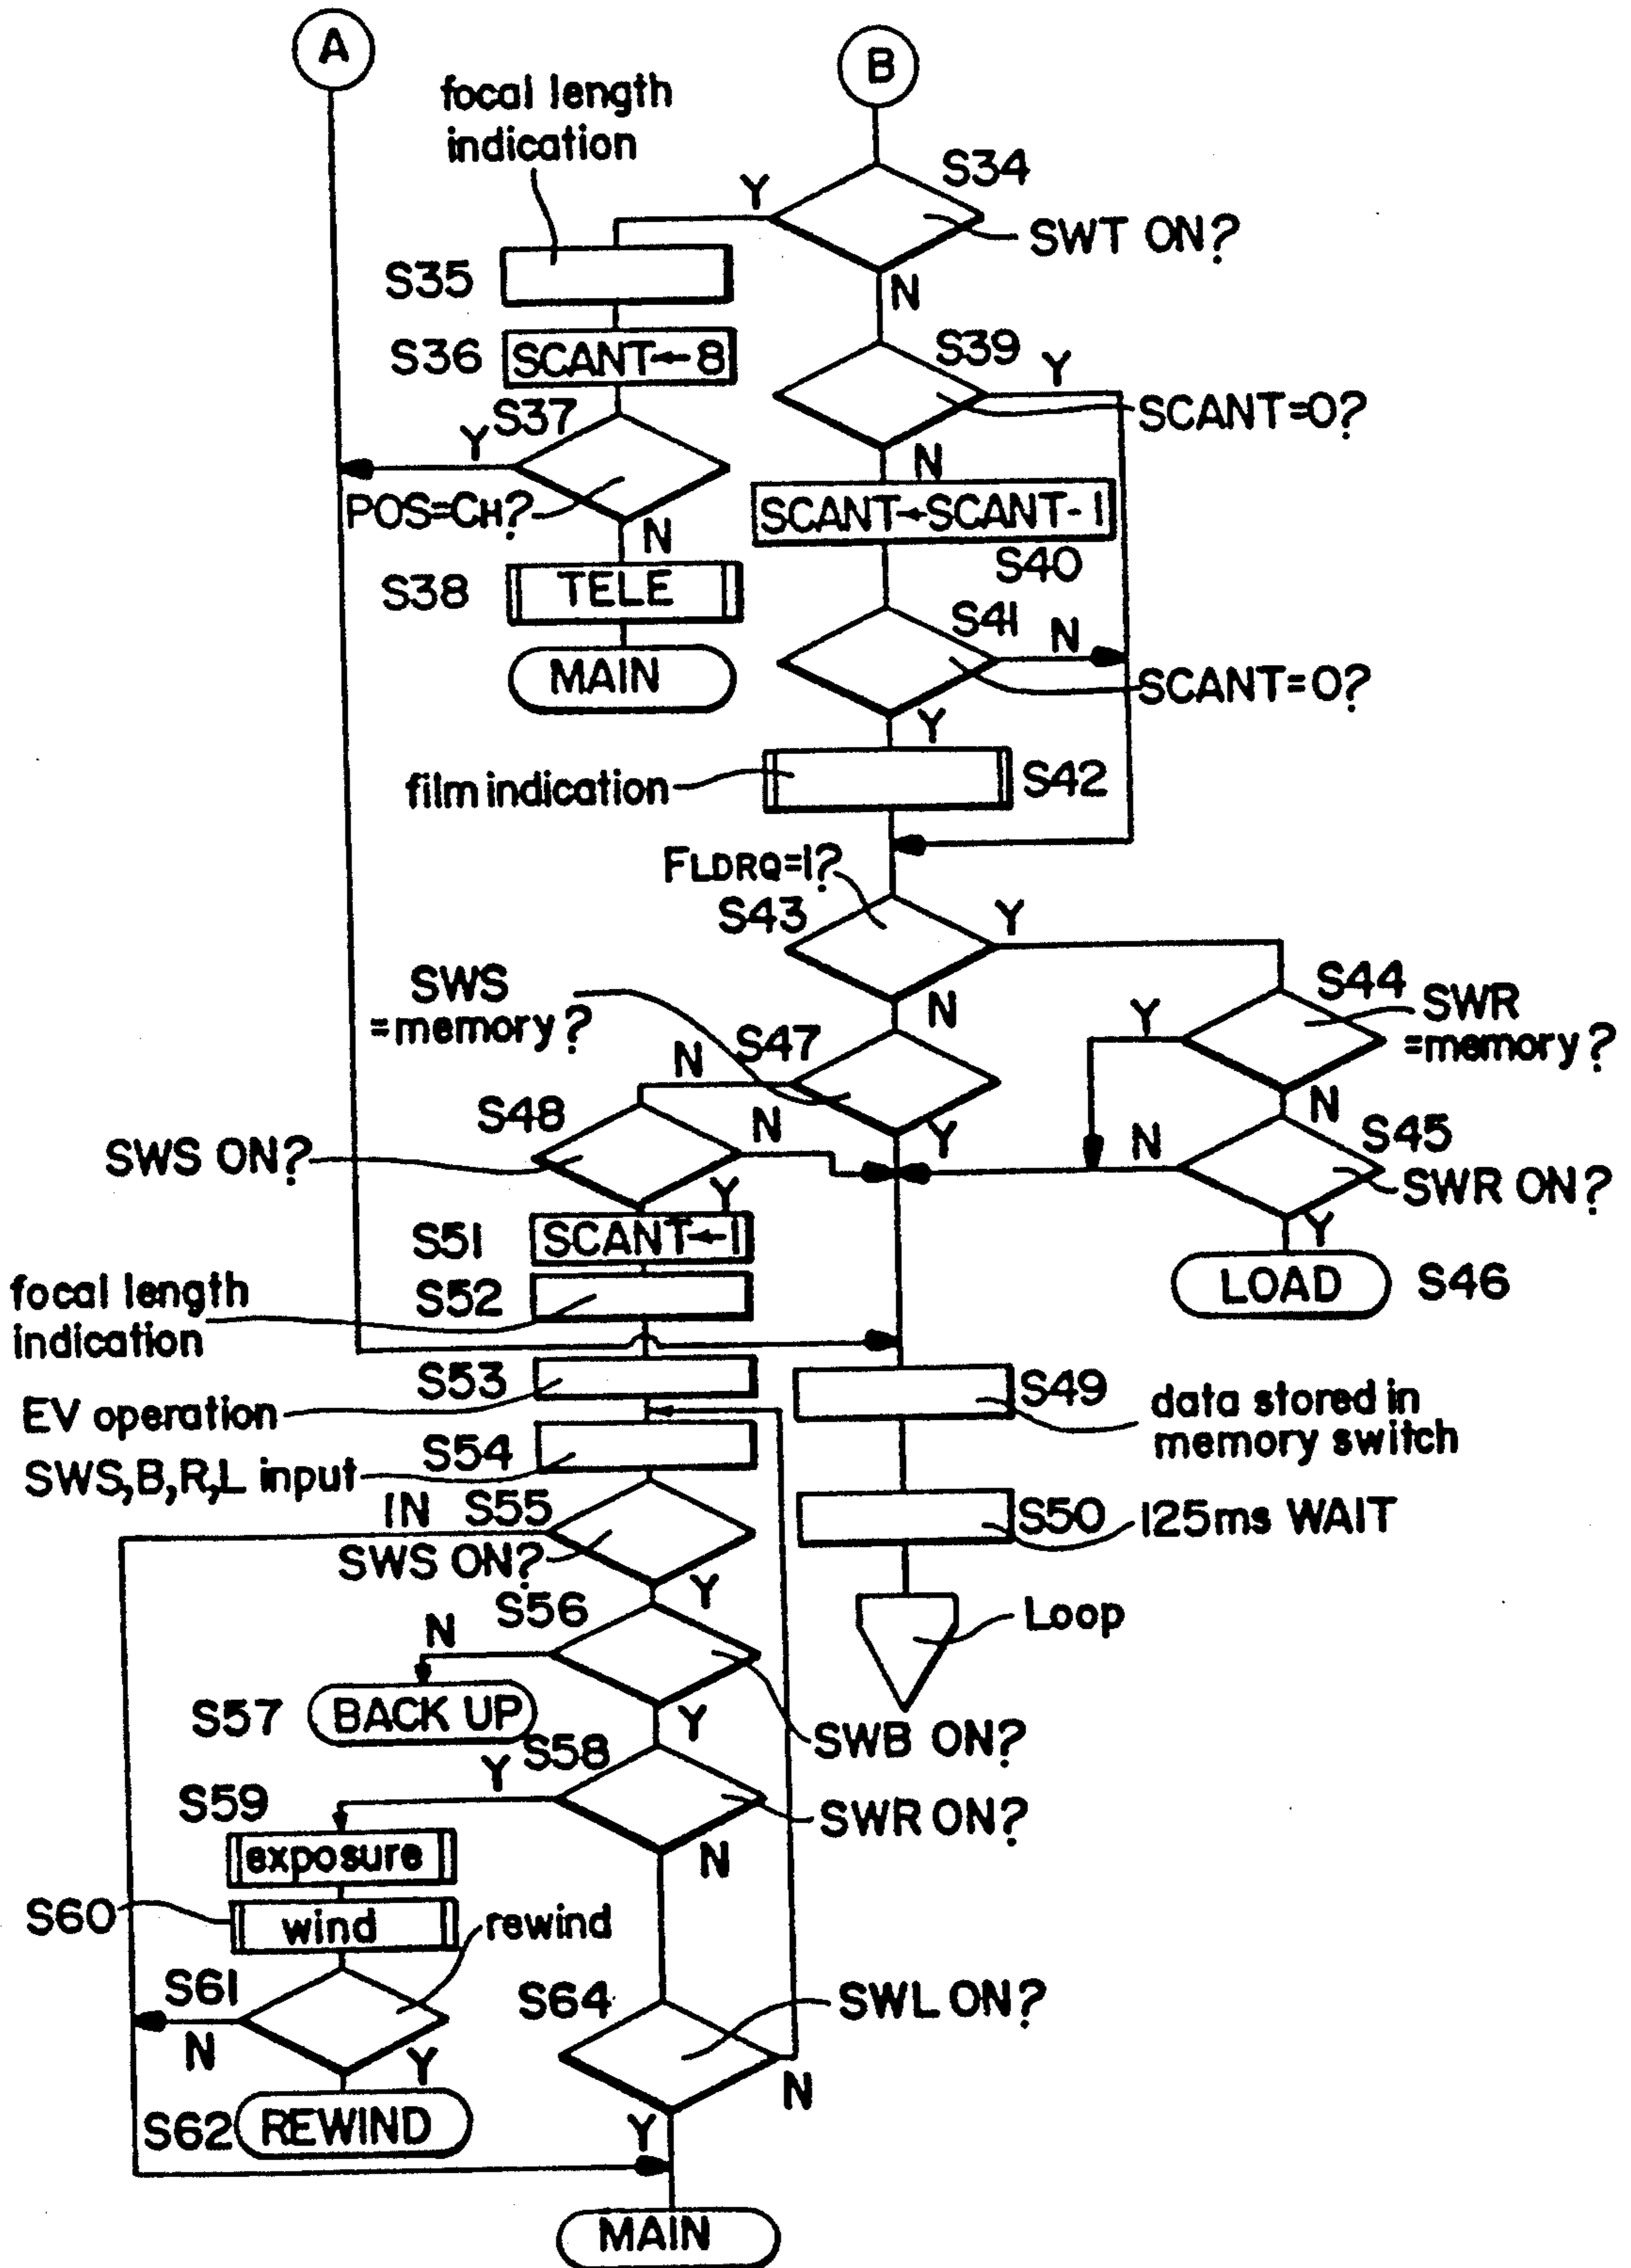 A
B
focal length
indication
S34
Y
SWT ON?
N
S35
S36
SCANT←8
S39
Y
SCANT=0?
S37
Y
POS=CH?
N
N
SCANT←SCANT-1
S40
S38
TELE
MAIN
S41
N
SCANT=0?
Y
film indication
S42
FLDRQ=1?
S43
Y
N
S44
SWR
=memory?
Y
N
SWS
=memory?
S47
N
Y
S48
N
SWS ON?
Y
S45
N
SWR ON?
Y
LOAD
S46
S51
SCANT←1
focal length
indication
S52
S53
EV operation
S49
data stored in
memory switch
S54
SWS,B,R,L input
S50
125ms WAIT
Loop
IN
S55
SWS ON?
Y
S56
N
SWB ON?
Y
S57
BACK UP
S58
Y
SWR ON?
N
S59
exposure
S60
wind
rewind
S61
N
Y
S62
REWIND
S64
SWL ON?
N
Y
MAIN